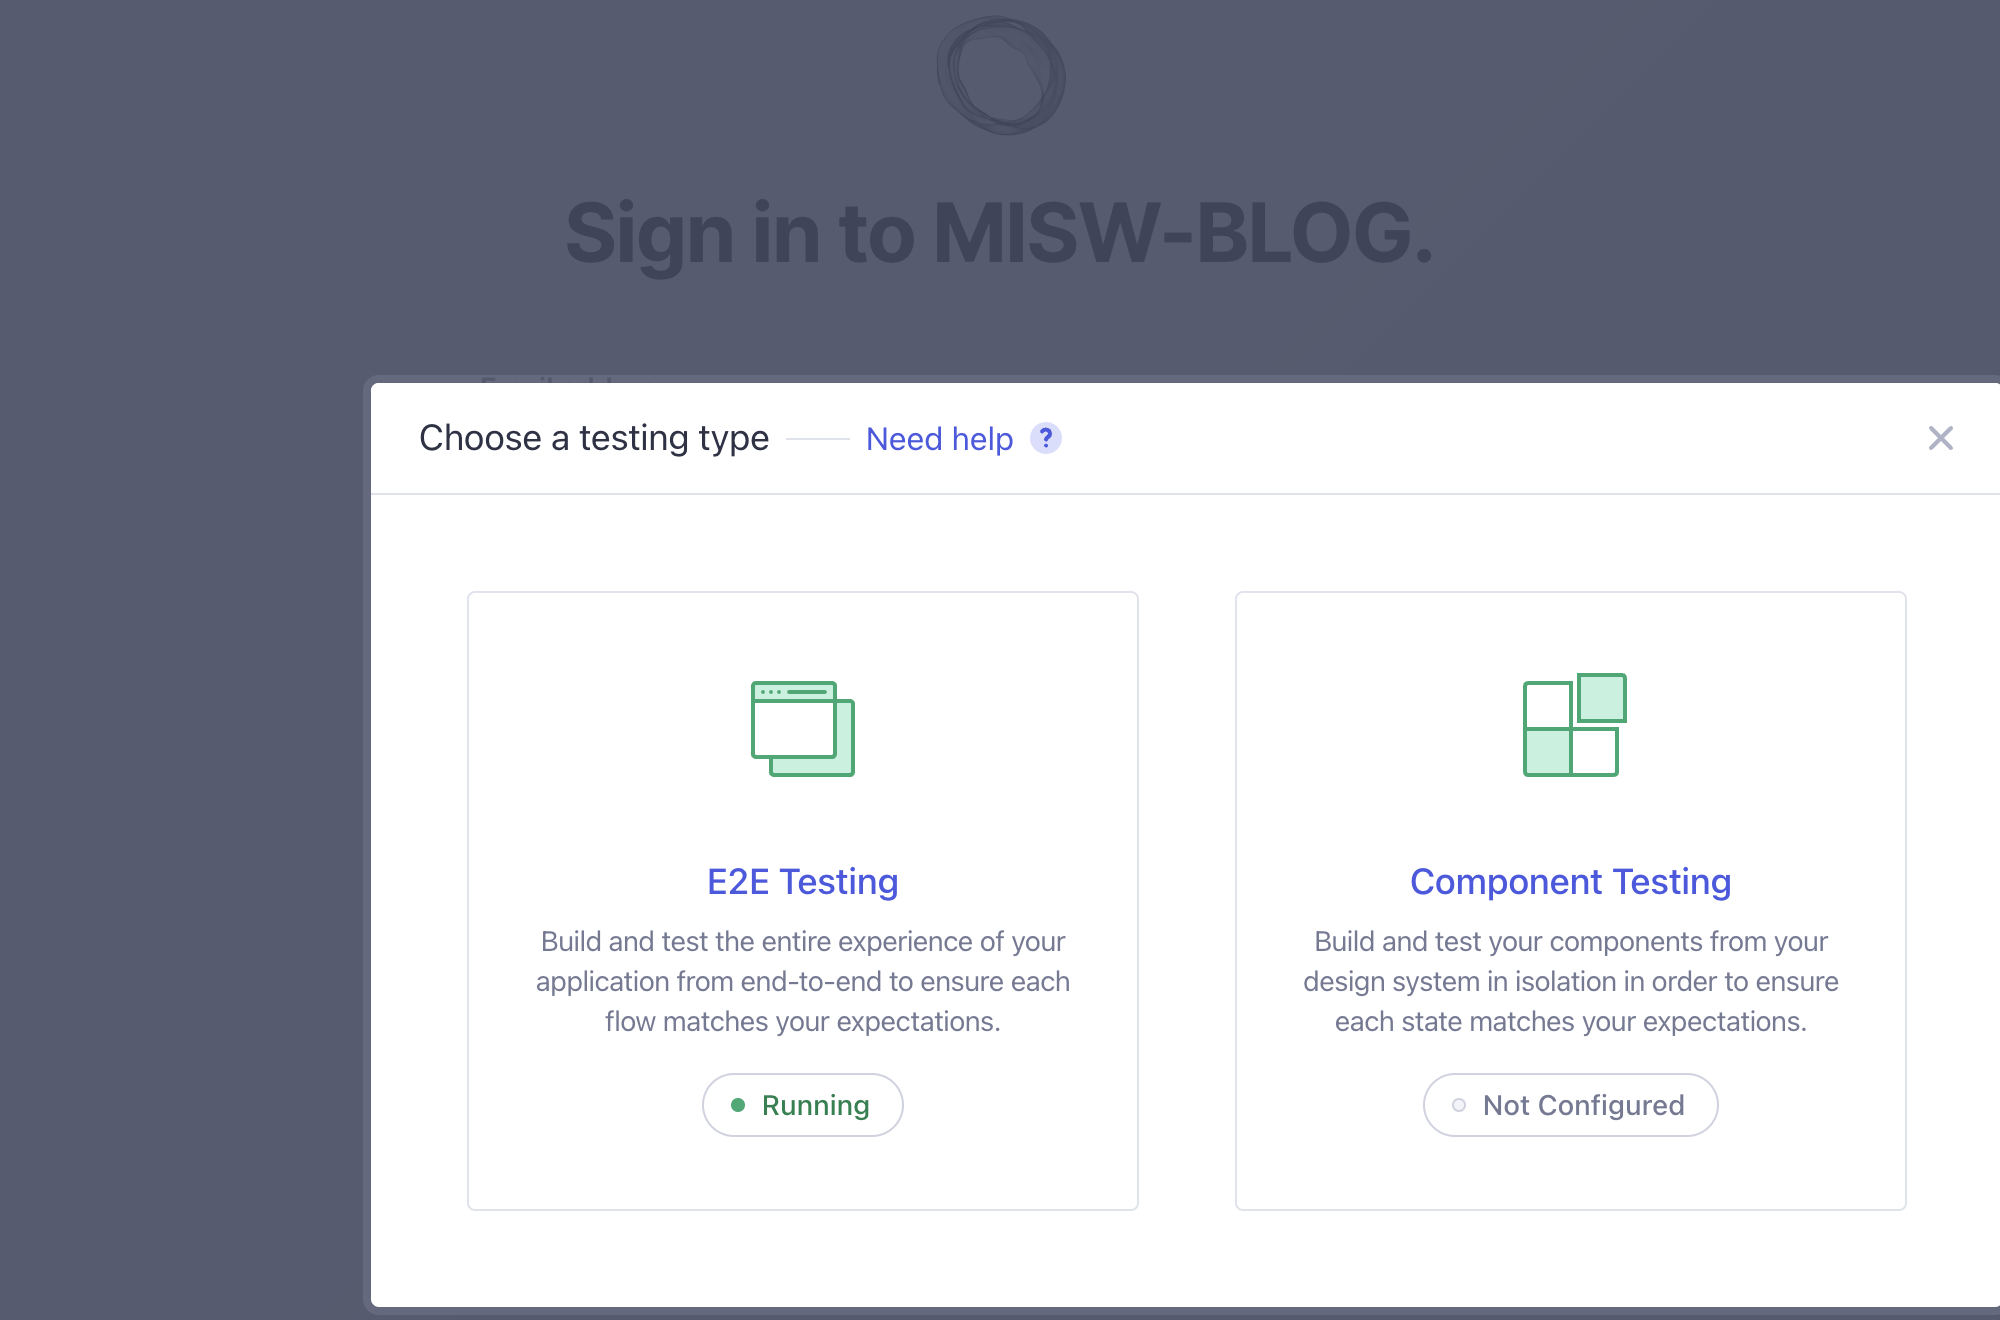 Sign in to MISW-BLOG.
Choose a testing type
Need help ?
E2E Testing
Build and test the entire experience of your
application from end-to-end to ensure each
flow matches your expectations.
Running
Component Testing
Build and test your components from your
design system in isolation in order to ensure
each state matches your expectations.
Not Configured